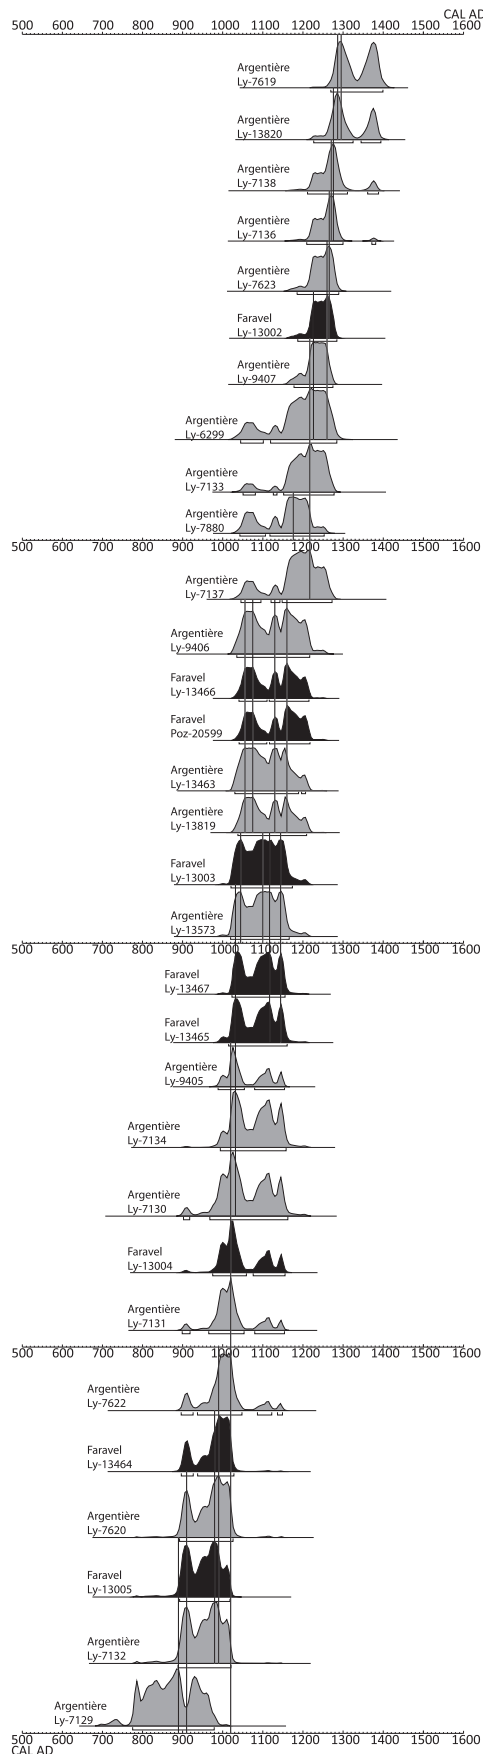 CAL AD
500 600 700 800 900 1000 1100 1200 1300 1400 1500 1600
Argentière
Ly-7619
Argentière
Ly-13820
Argentière
Ly-7138
Argentière
Ly-7136
Argentière
Ly-7623
Faravel
Ly-13002
Argentière
Ly-9407
Argentière
Ly-6299
Argentière
Ly-7133
Argentière
Ly-7880
500 600 700 800 900 1000 1100 1200 1300 1400 1500 1600
Argentière
Ly-7137
Argentière
Ly-9406
Faravel
Ly-13466
Faravel
Poz-20599
Argentière
Ly-13463
Argentière
Ly-13819
Faravel
Ly-13003
Argentière
Ly-13573
500 600 700 800 900 1000 1100 1200 1300 1400 1500 1600
Faravel
Ly-13467
Faravel
Ly-13465
Argentière
Ly-9405
Argentière
Ly-7134
Argentière
Ly-7130
Faravel
Ly-13004
Argentière
Ly-7131
500 600 700 800 900 1000 1100 1200 1300 1400 1500 1600
Argentière
Ly-7622
Faravel
Ly-13464
Argentière
Ly-7620
Faravel
Ly-13005
Argentière
Ly-7132
Argentière
Ly-7129
500 600 700 800 900 1000 1100 1200 1300 1400 1500 1600
CAL AD